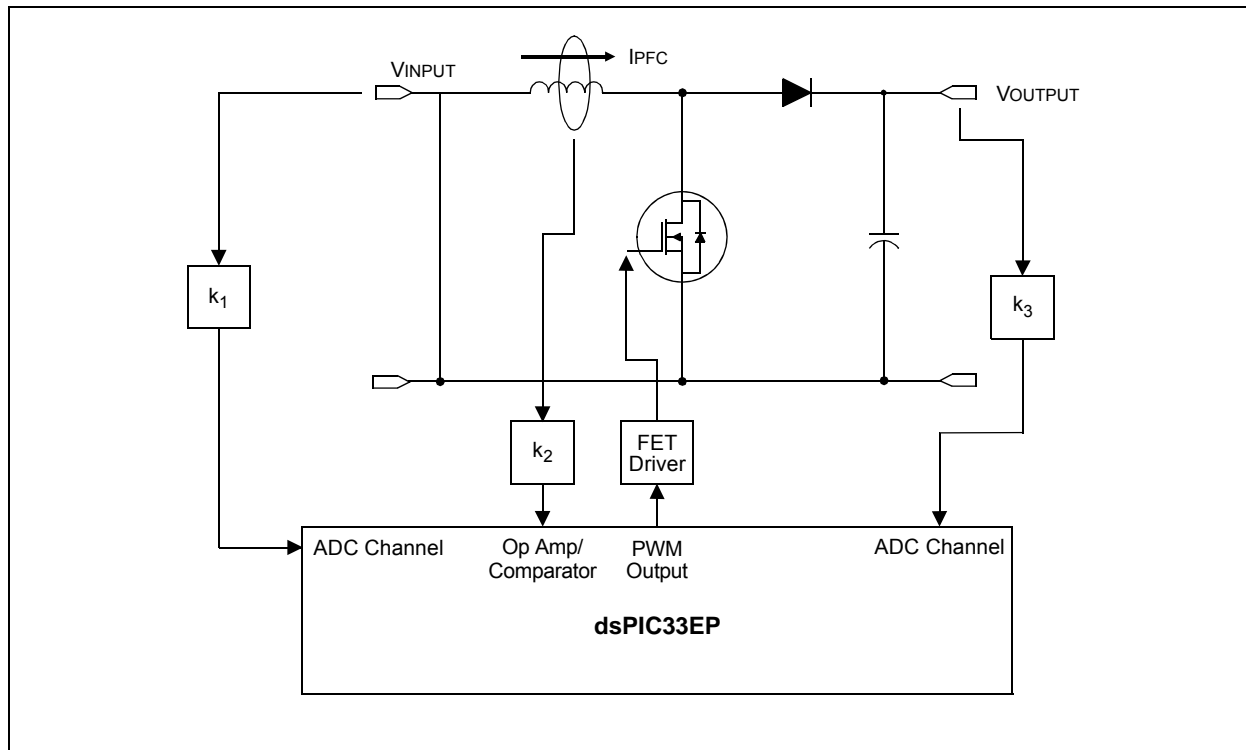 IPFC
VINPUT
VOUTPUT
k1
k3
k2
FET
Driver
ADC Channel
Op Amp/
Comparator
PWM
Output
ADC Channel
dsPIC33EP